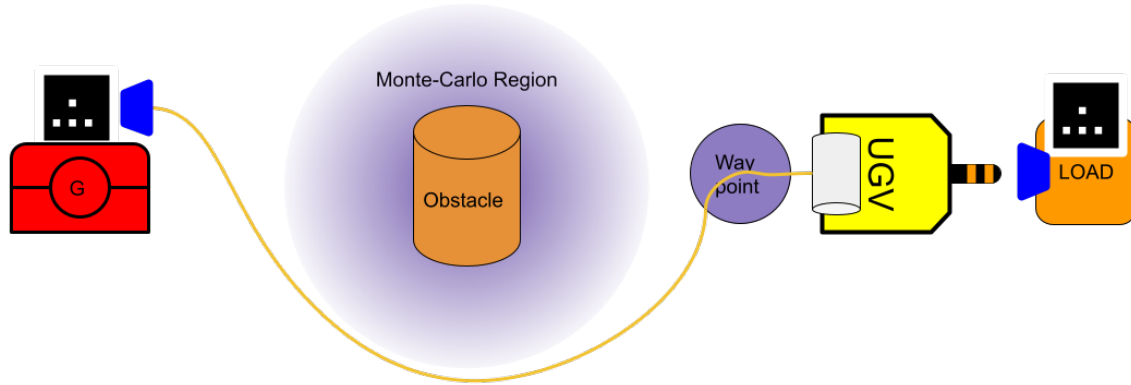 Monte-Carlo Region
G
Obstacle
Way
point
UGV
LOAD